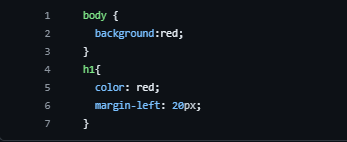 1 body {
2   background:red;
3 }
4 h1{
5   color: red;
6   margin-left: 20px;
7 }